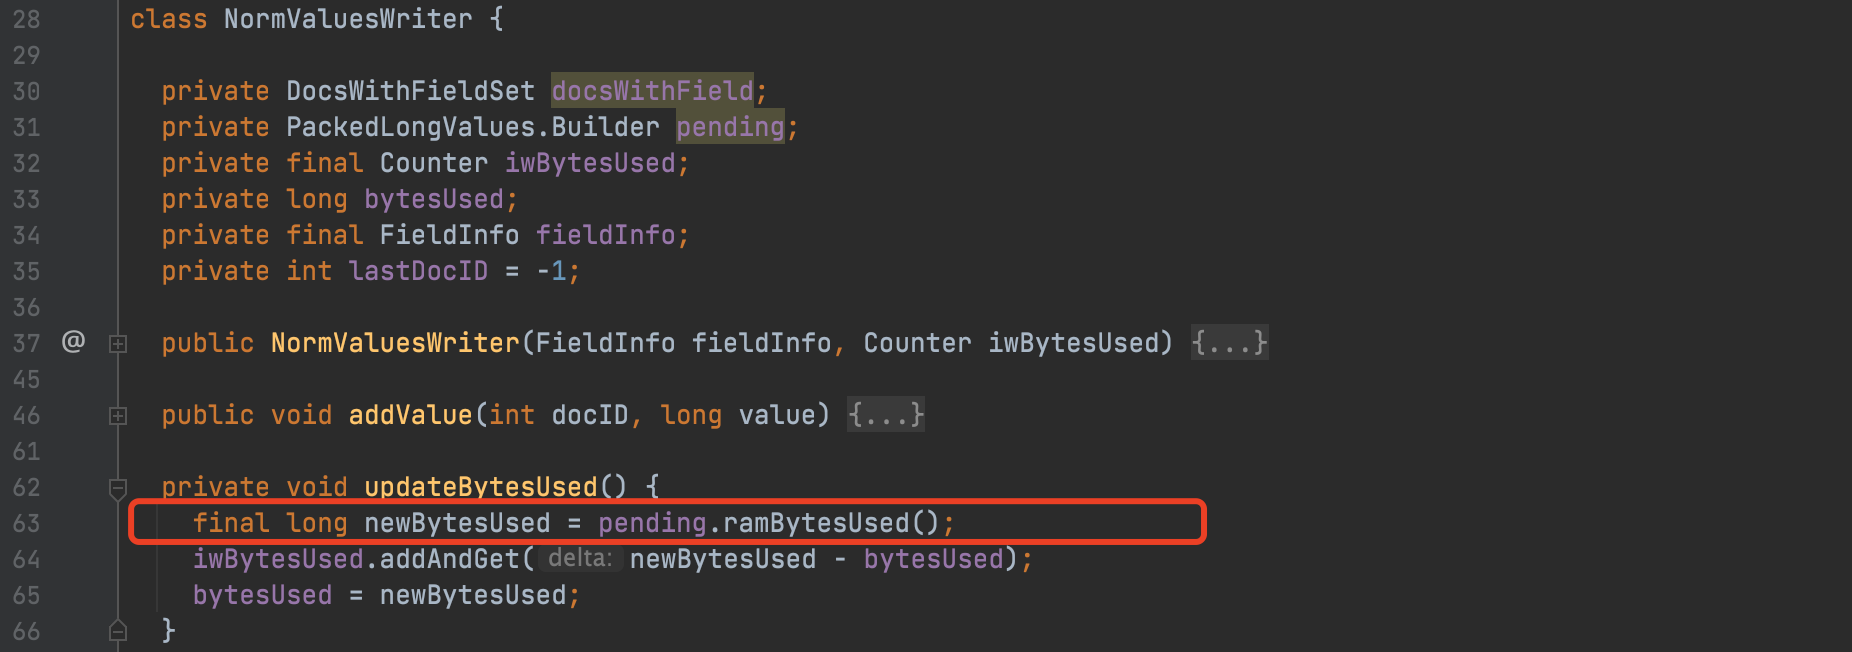 28 class NormValuesWriter {
29
30 private DocsWithFieldSet docsWithField;
31 private PackedLongValues.Builder pending;
32 private final Counter iwBytesUsed;
33 private long bytesUsed;
34 private final FieldInfo fieldInfo;
35 private int lastDocID = -1;
36
37 @ public NormValuesWriter(FieldInfo fieldInfo, Counter iwBytesUsed) {...}
45
46 public void addValue(int docID, long value) {...}
61
62 private void updateBytesUsed() {
63 final long newBytesUsed = pending.ramBytesUsed();
64 iwBytesUsed.addAndGet( delta: newBytesUsed - bytesUsed);
65 bytesUsed = newBytesUsed;
66 }